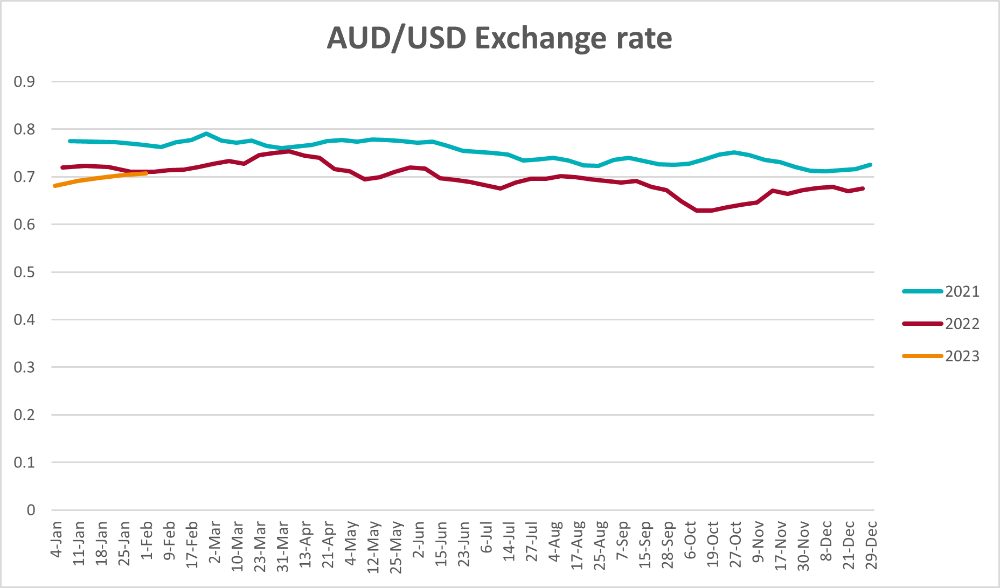 AUD/USD Exchange rate
0.9
0.8
0.7
0.6
0.5
0.4
0.3
0.2
0.1
0
4-Jan
11-Jan
18-Jan
25-Jan
1-Feb
9-Feb
17-Feb
2-Mar
10-Mar
23-Mar
31-Mar
13-Apr
21-Apr
4-May
12-May
25-May
2-Jun
15-Jun
23-Jun
6-Jul
14-Jul
27-Jul
4-Aug
17-Aug
25-Aug
7-Sep
15-Sep
28-Sep
6-Oct
19-Oct
27-Oct
9-Nov
17-Nov
30-Nov
8-Dec
21-Dec
29-Dec
2021
2022
2023